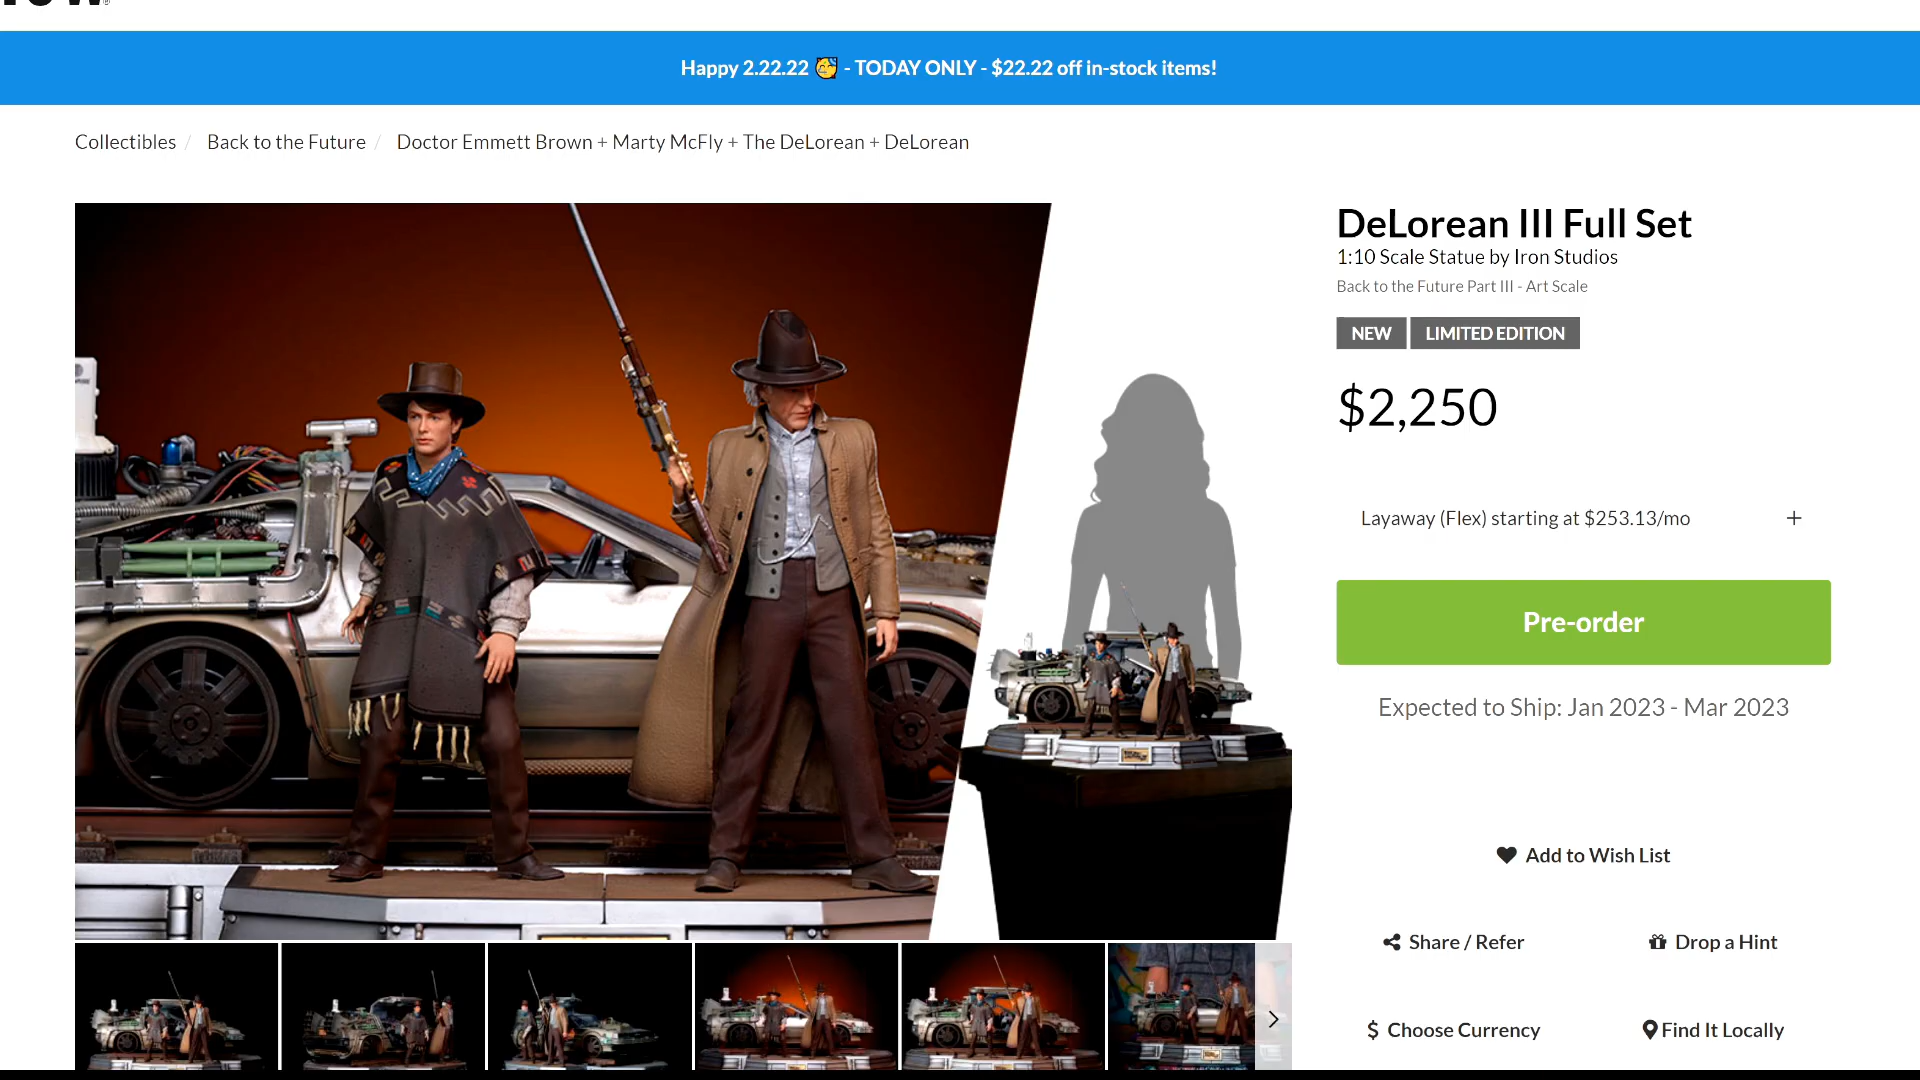 Happy 2.22.22 🥳 - TODAY ONLY - $22.22 off in-stock items!
Collectibles / Back to the Future / Doctor Emmett Brown + Marty McFly + The DeLorean + DeLorean
DeLorean III Full Set
1:10 Scale Statue by Iron Studios
Back to the Future Part III - Art Scale
NEW LIMITED EDITION
$2,250
Layaway (Flex) starting at $253.13/mo +
Pre-order
Expected to Ship: Jan 2023 - Mar 2023
Add to Wish List
Share / Refer
Drop a Hint
$ Choose Currency
Find It Locally